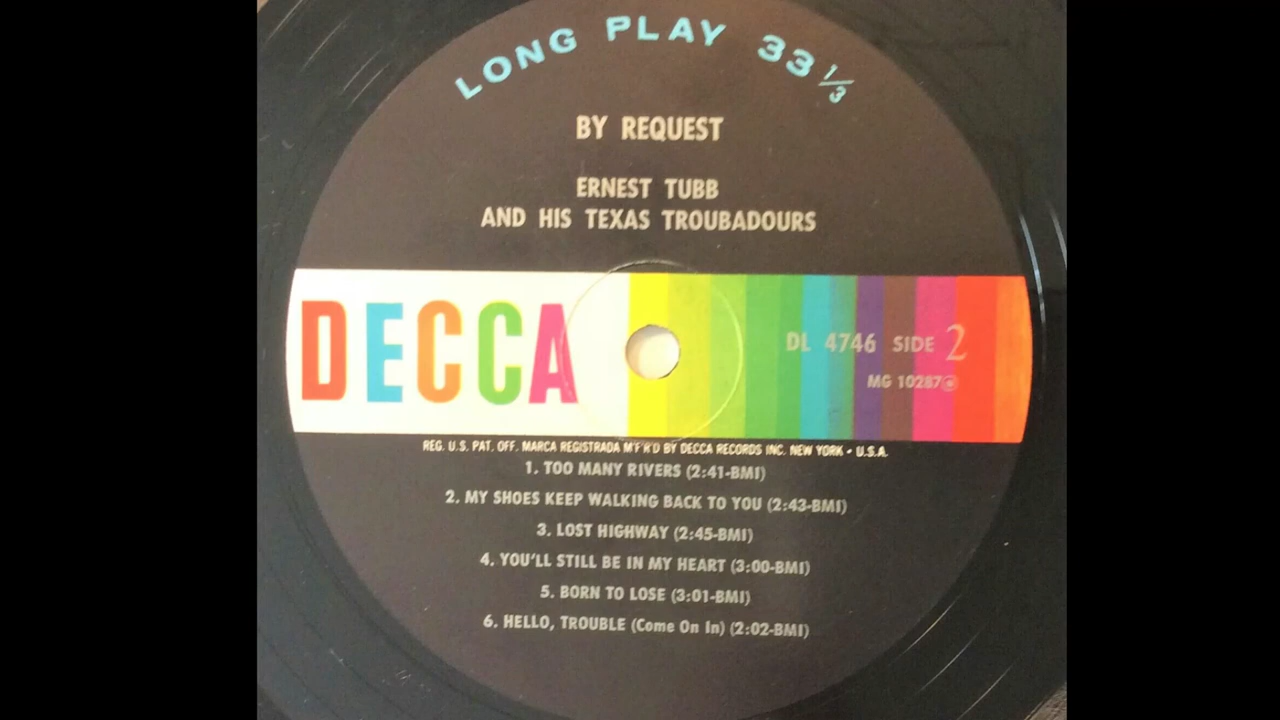 LONG PLAY 33 1/3
BY REQUEST
ERNEST TUBB
AND HIS TEXAS TROUBADOURS
DECCA
DL 4746 SIDE 2
MG 10287
REG. U.S. PAT. OFF. MARCA REGISTRADA M'F'R'D BY DECCA RECORDS INC. NEW YORK • U.S.A.
1. TOO MANY RIVERS (2:41-BMI)
2. MY SHOES KEEP WALKING BACK TO YOU (2:43-BMI)
3. LOST HIGHWAY (2:45-BMI)
4. YOU'LL STILL BE IN MY HEART (3:00-BMI)
5. BORN TO LOSE (3:01-BMI)
6. HELLO, TROUBLE (Come On In) (2:02-BMI)